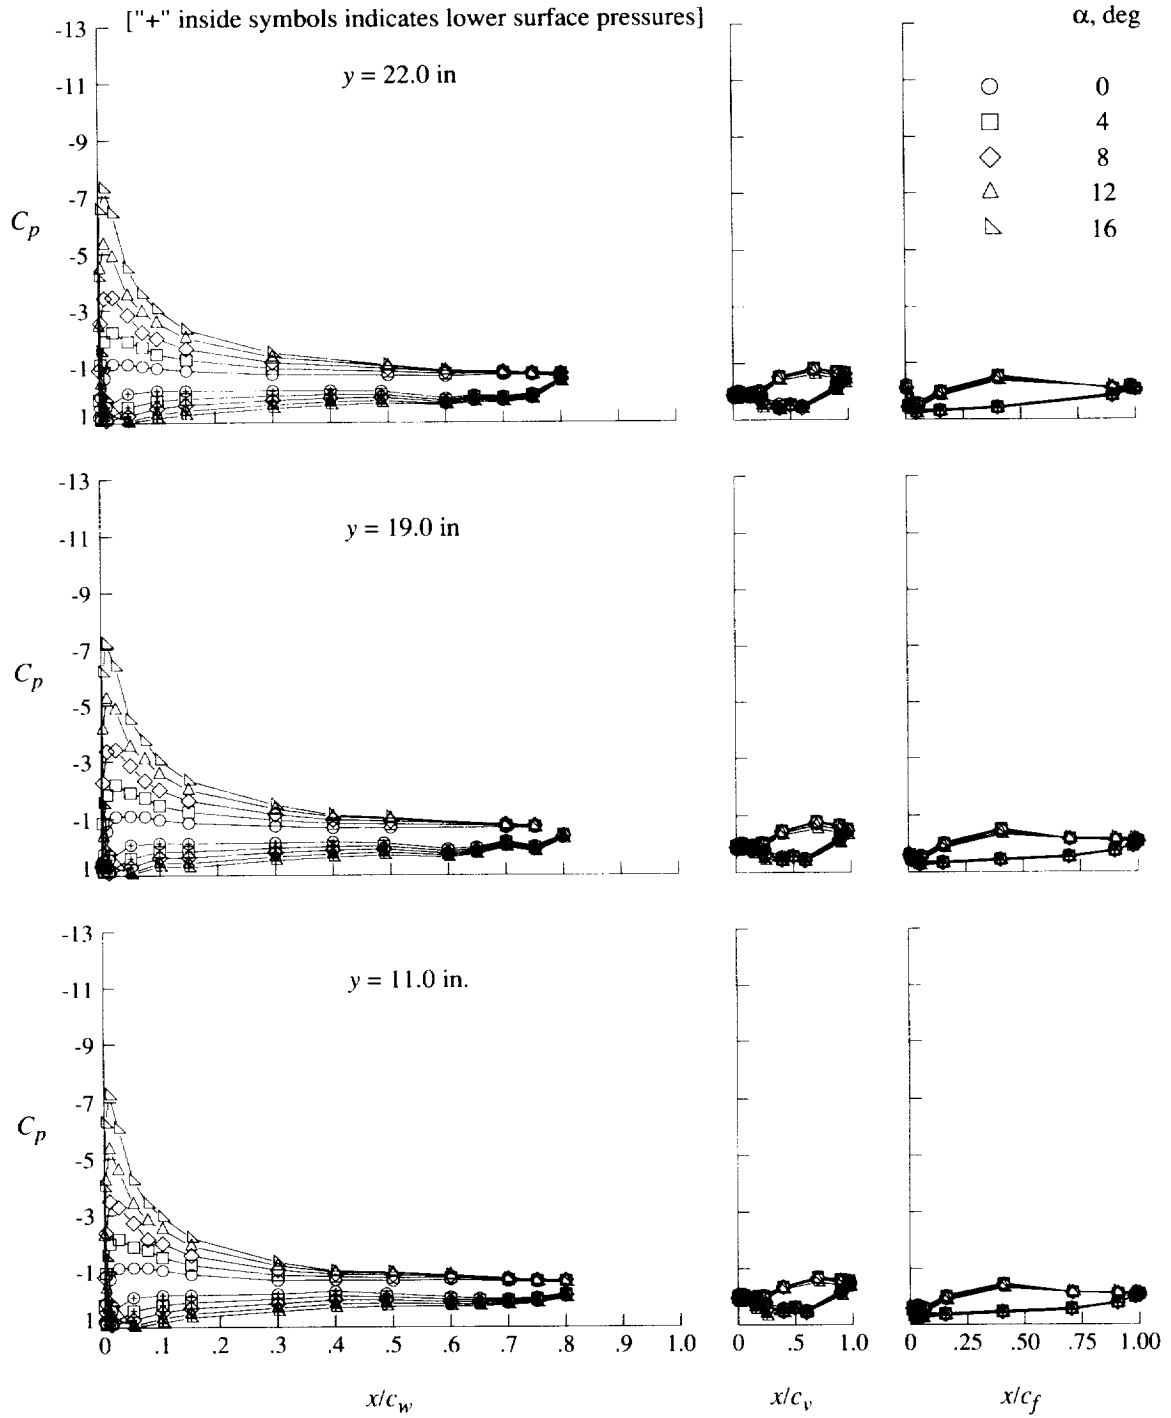 ["+" inside symbols indicates lower surface pressures]
α, deg
0
4
8
12
16
y = 22.0 in
-13
-11
-9
-7
-5
-3
-1
1
C_p
y = 19.0 in
-13
-11
-9
-7
-5
-3
-1
1
C_p
y = 11.0 in.
-13
-11
-9
-7
-5
-3
-1
1
C_p
0 .1 .2 .3 .4 .5 .6 .7 .8 .9 1.0
0 .5 1.0
0 .25 .50 .75 1.00
x/c_w
x/c_v
x/c_f